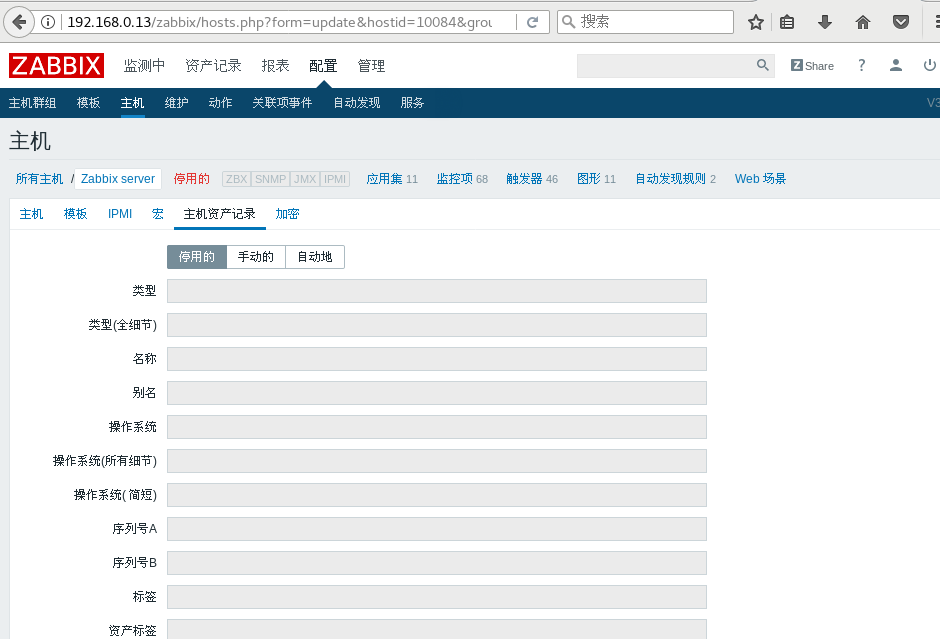 192.168.0.13/zabbix/hosts.php?form=update&hostid=10084&grou
搜索
ZABBIX 监测中 资产记录 报表 配置 管理 Z Share ?
主机群组 模板 主机 维护 动作 关联项事件 自动发现 服务 V3
主机
所有主机 / Zabbix server 停用的 ZBX SNMP JMX IPMI 应用集 11 监控项 68 触发器 46 图形 11 自动发现规则 2 Web 场景
主机 模板 IPMI 宏 主机资产记录 加密
停用的 手动的 自动地
类型
类型(全细节)
名称
别名
操作系统
操作系统(所有细节)
操作系统( 简短)
序列号A
序列号B
标签
资产标签